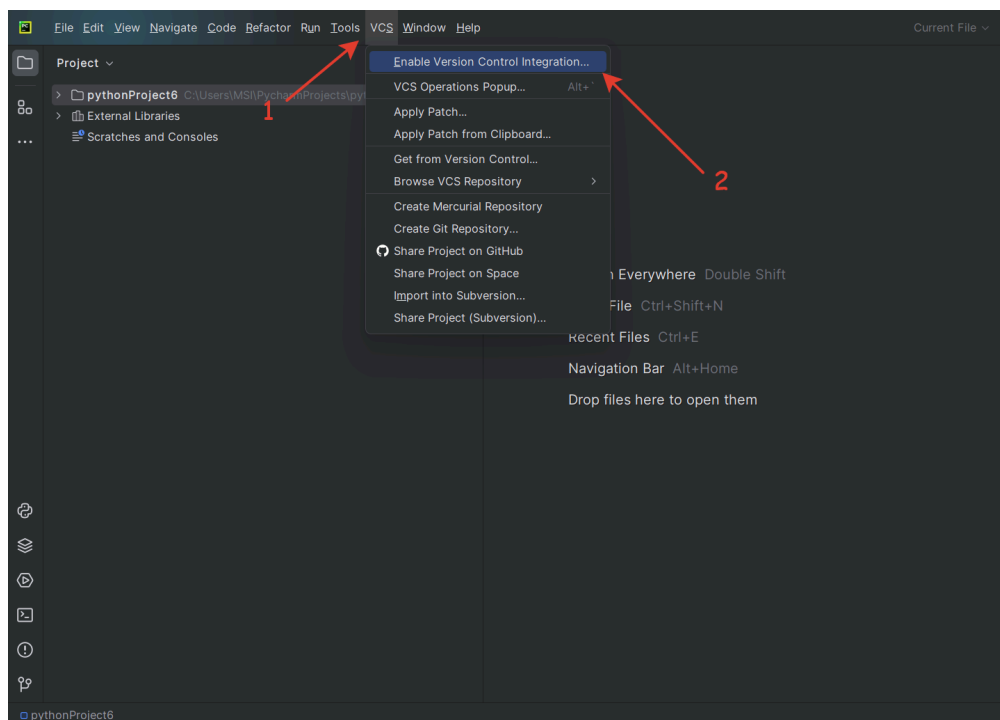 PC
File Edit View Navigate Code Refactor Run Tools VCS Window Help Current File
Project
pythonProject6 C:\Users\MSI\PycharmProjects\py
External Libraries
Scratches and Consoles
1
Enable Version Control Integration...
VCS Operations Popup... Alt+`
Apply Patch...
Apply Patch from Clipboard...
Get from Version Control...
Browse VCS Repository
Create Mercurial Repository
Create Git Repository...
Share Project on GitHub
Share Project on Space
Import into Subversion...
Share Project (Subversion)...
2
Everywhere Double Shift
File Ctrl+Shift+N
Recent Files Ctrl+E
Navigation Bar Alt+Home
Drop files here to open them
pythonProject6